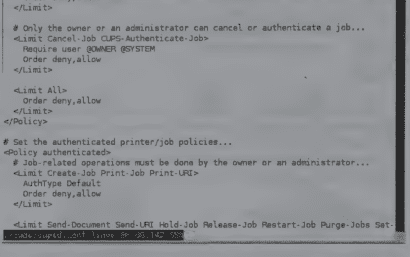 </Limit>
# Only the owner or an administrator can cancel or authenticate a job...
<Limit Cancel-Job CUPS-Authenticate-Job>
Require user @OWNER @SYSTEM
Order deny,allow
</Limit>
<Limit All>
Order deny,allow
</Limit>
</Policy>
# Set the authenticated printer/job policies...
<Policy authenticated>
# Job-related operations must be done by the owner or an administrator...
<Limit Create-Job Print-Job Print-URI>
AuthType Default
Order deny,allow
</Limit>
<Limit Send-Document Send-URI Hold-Job Release-Job Restart-Job Purge-Jobs Set-
lines